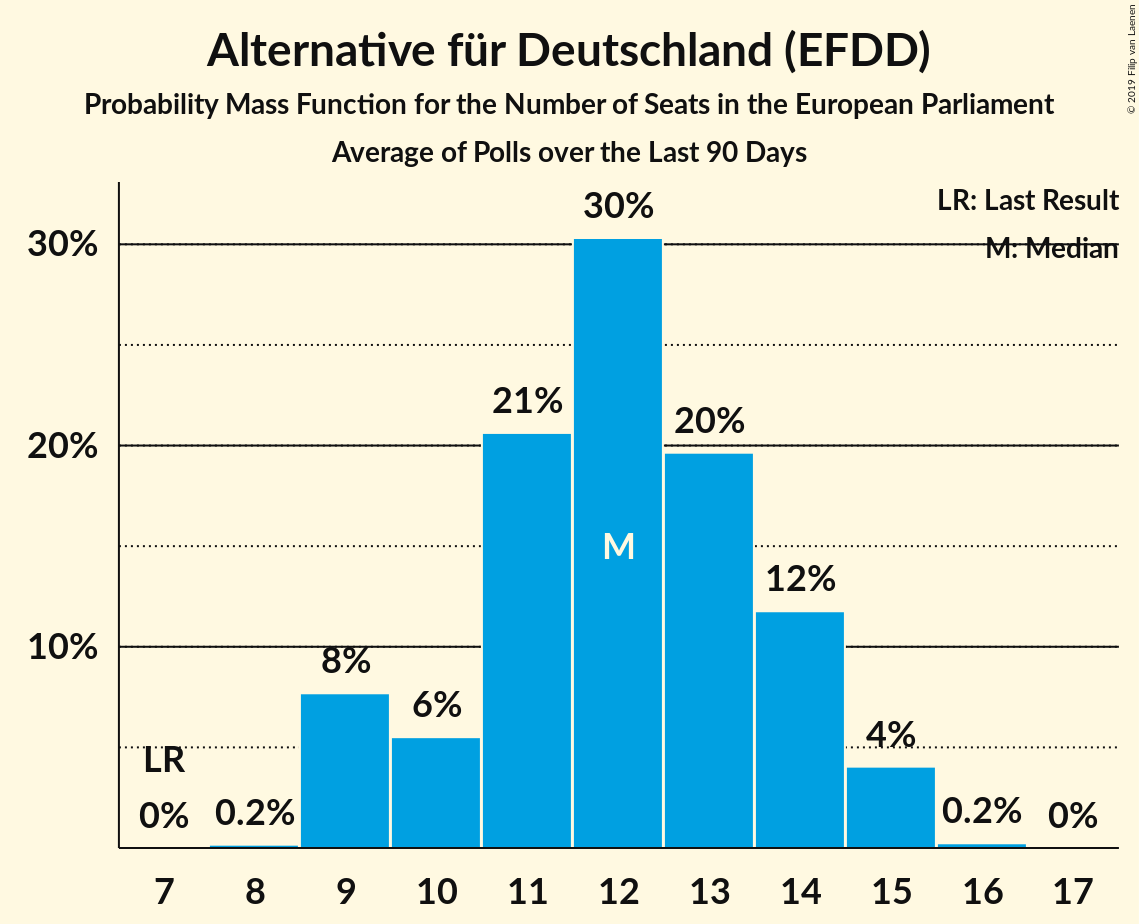 Alternative für Deutschland (EFDD)
Probability Mass Function for the Number of Seats in the European Parliament
Average of Polls over the Last 90 Days
© 2019 Filip van Laenen
LR: Last Result
M: Median
30%
20%
10%
LR
0%
0.2%
8%
6%
21%
30%
M
20%
12%
4%
0.2%
0%
7 8 9 10 11 12 13 14 15 16 17